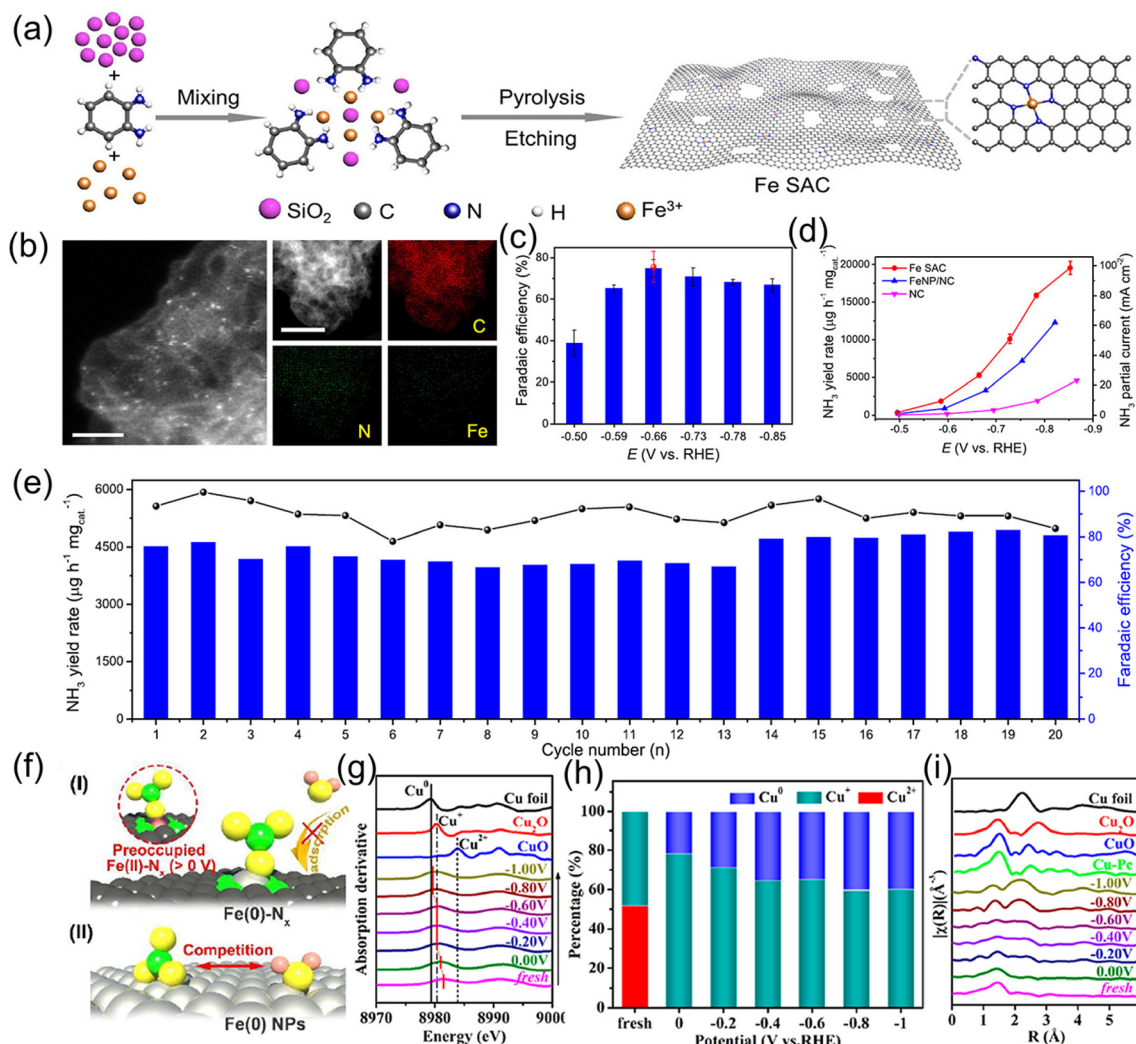 (a)
+
+
Mixing
Pyrolysis
Etching
Fe SAC
SiO2 C N H Fe3+
(b)
C
N
Fe
(c)
Faradaic efficiency (%)
80
60
40
20
0
-0.50 -0.59 -0.66 -0.73 -0.78 -0.85
E (V vs. RHE)
(d)
NH3 yield rate (μg h-1 mgcat.-1)
20000
15000
10000
5000
0
Fe SAC
FeNP/NC
NC
100
80
60
40
20
0
NH3 partial current (mA cm-2)
-0.5 -0.6 -0.7 -0.8 -0.9
E (V vs. RHE)
(e)
NH3 yield rate (μg h-1 mgcat.-1)
6000
4500
3000
1500
0
100
80
60
40
20
0
Faradaic efficiency (%)
1 2 3 4 5 6 7 8 9 10 11 12 13 14 15 16 17 18 19 20
Cycle number (n)
(f)
(I)
Preoccupied
Fe(II)-Nx (> 0 V)
adsorption
Fe(0)-Nx
(II)
Competition
Fe(0) NPs
(g)
Absorption derivative
Cu0
Cu+
Cu2+
Cu foil
Cu2O
CuO
-1.00V
-0.80V
-0.60V
-0.40V
-0.20V
0.00V
fresh
8970 8980 8990 9000
Energy (eV)
(h)
Percentage (%)
Cu0 Cu+ Cu2+
100
80
60
40
20
0
fresh 0 -0.2 -0.4 -0.6 -0.8 -1
Potential (V vs.RHE)
(i)
|χ(R)|(Å-3)
Cu foil
Cu2O
CuO
Cu-Pc
-1.00V
-0.80V
-0.60V
-0.40V
-0.20V
0.00V
fresh
0 1 2 3 4 5
R (Å)